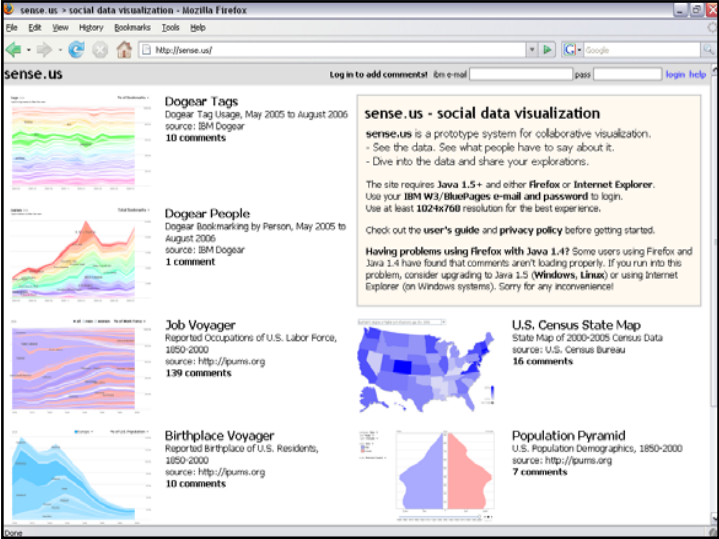 sense.us > social data visualization - Mozilla Firefox
File Edit View History Bookmarks Tools Help
http://sense.us/
Google
sense.us
Log in to add comments! ibm e-mail pass login help
Dogear Tags
Dogear Tag Usage, May 2005 to August 2006
source: IBM Dogear
10 comments
Dogear People
Dogear Bookmarking by Person, May 2005 to
August 2006
source: IBM Dogear
1 comment
sense.us - social data visualization
sense.us is a prototype system for collaborative visualization.
- See the data. See what people have to say about it.
- Dive into the data and share your explorations.
The site requires Java 1.5+ and either Firefox or Internet Explorer.
Use your IBM W3/BluePages e-mail and password to login.
Use at least 1024x768 resolution for the best experience.
Check out the user's guide and privacy policy before getting started.
Having problems using Firefox with Java 1.4? Some users using Firefox and
Java 1.4 have found that comments aren't loading properly. If you run into this
problem, consider upgrading to Java 1.5 (Windows, Linux) or using Internet
Explorer (on Windows systems). Sorry for any inconvenience!
Job Voyager
Reported Occupations of U.S. Labor Force,
1850-2000
source: http://ipums.org
139 comments
U.S. Census State Map
State Map of 2000-2005 Census Data
source: U.S. Census Bureau
16 comments
Birthplace Voyager
Reported Birthplace of U.S. Residents,
1850-2000
source: http://ipums.org
10 comments
Population Pyramid
U.S. Population Demographics, 1850-2000
source: http://ipums.org
7 comments
Done